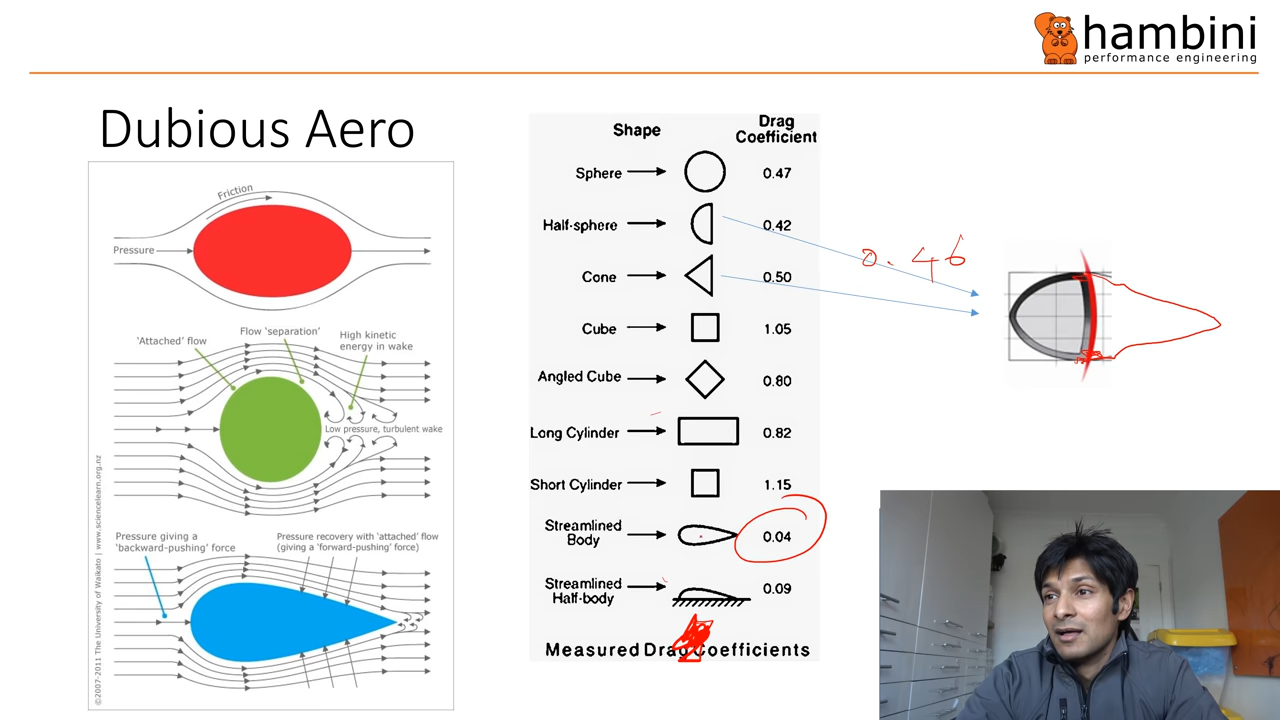 hambini
performance engineering
Dubious Aero
Friction
Pressure
'Attached' flow
Flow 'separation'
High kinetic
energy in wake
Low pressure, turbulent wake
Pressure giving a
'backward-pushing' force
Pressure recovery with 'attached' flow
(giving a 'forward-pushing' force)
©2007-2011 The University of Waikato | www.sciencelearn.org.nz
Shape
Drag
Coefficient
Sphere 0.47
Half-sphere 0.42
Cone 0.50
Cube 1.05
Angled Cube 0.80
Long Cylinder 0.82
Short Cylinder 1.15
Streamlined
Body 0.04
Streamlined
Half-body 0.09
Measured Drag Coefficients
0.46